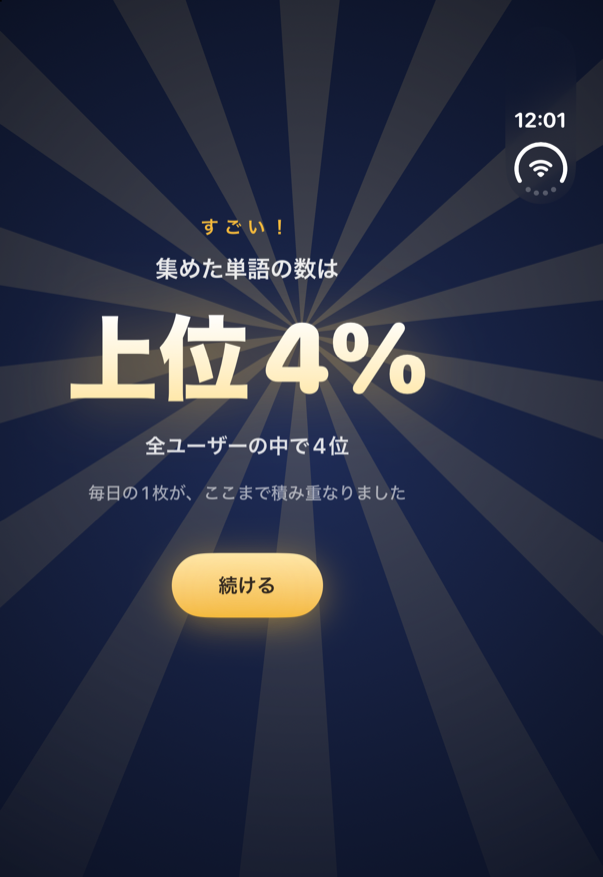 12:01
すごい！
集めた単語の数は
上位4%
全ユーザーの中で4位
毎日の1枚が、ここまで積み重なりました
続ける